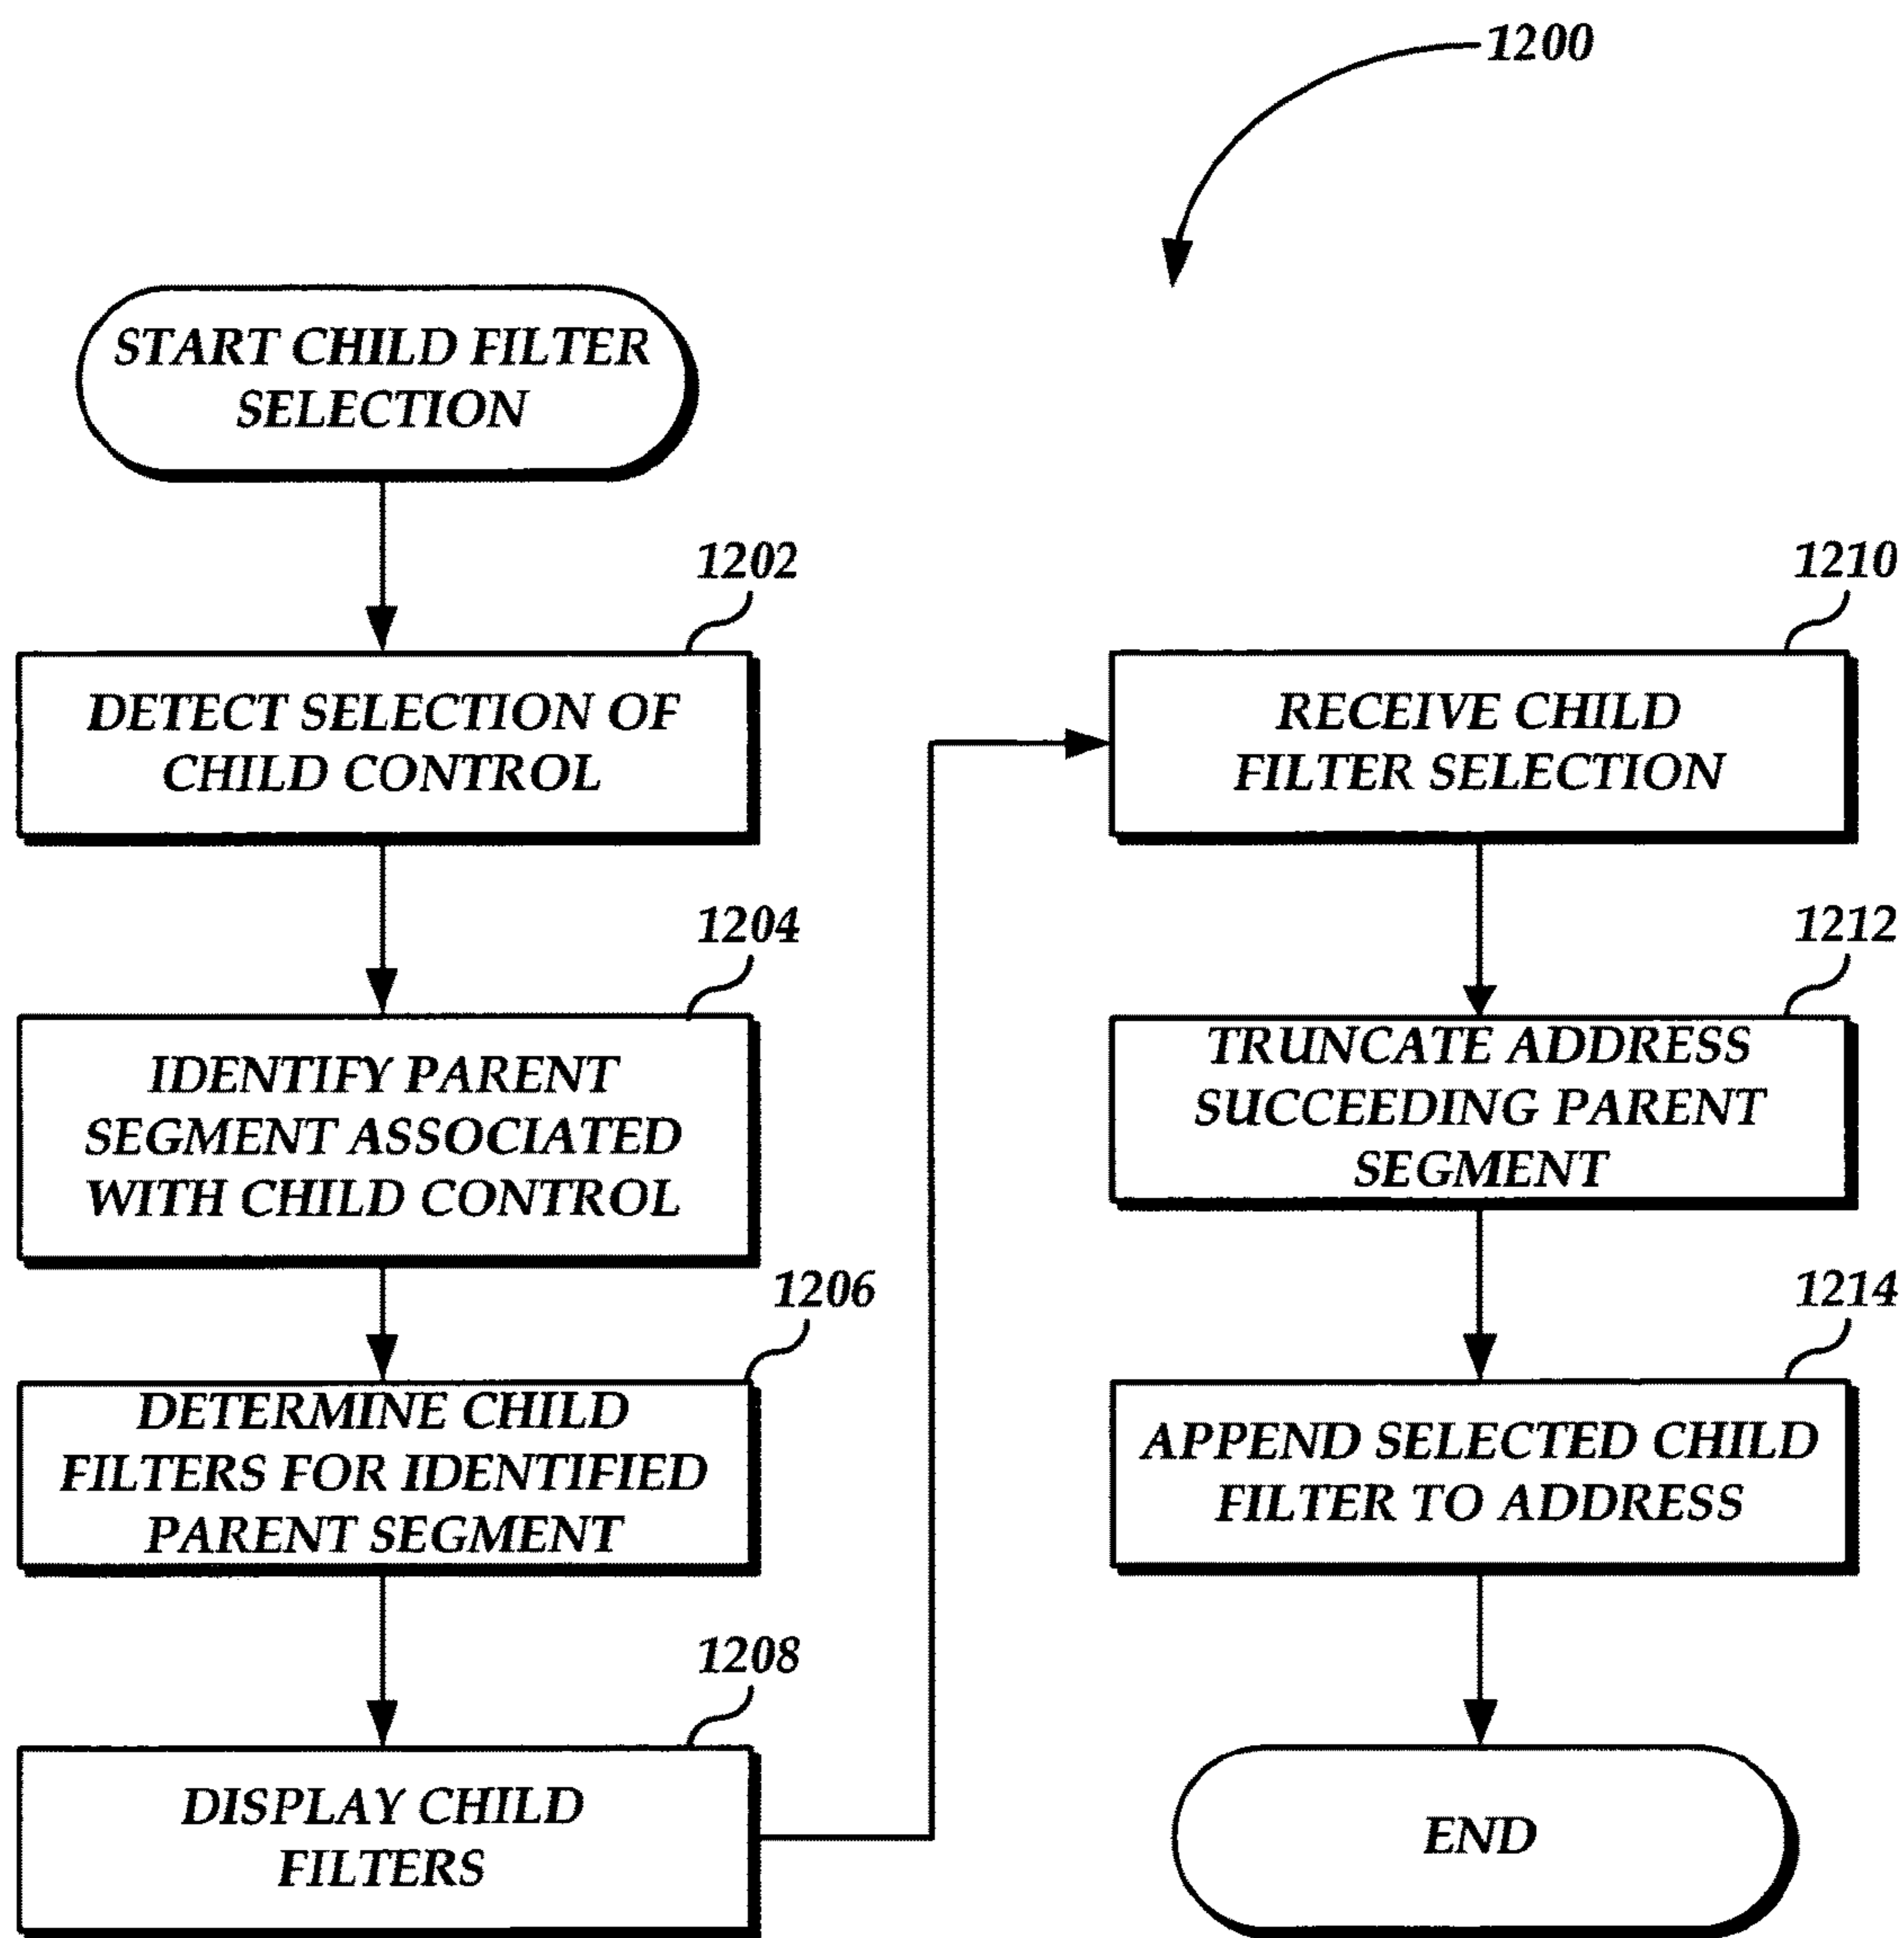 1200
START CHILD FILTER
SELECTION
1202
DETECT SELECTION OF
CHILD CONTROL
1204
IDENTIFY PARENT
SEGMENT ASSOCIATED
WITH CHILD CONTROL
1206
DETERMINE CHILD
FILTERS FOR IDENTIFIED
PARENT SEGMENT
1208
DISPLAY CHILD
FILTERS
1210
RECEIVE CHILD
FILTER SELECTION
1212
TRUNCATE ADDRESS
SUCCEEDING PARENT
SEGMENT
1214
APPEND SELECTED CHILD
FILTER TO ADDRESS
END